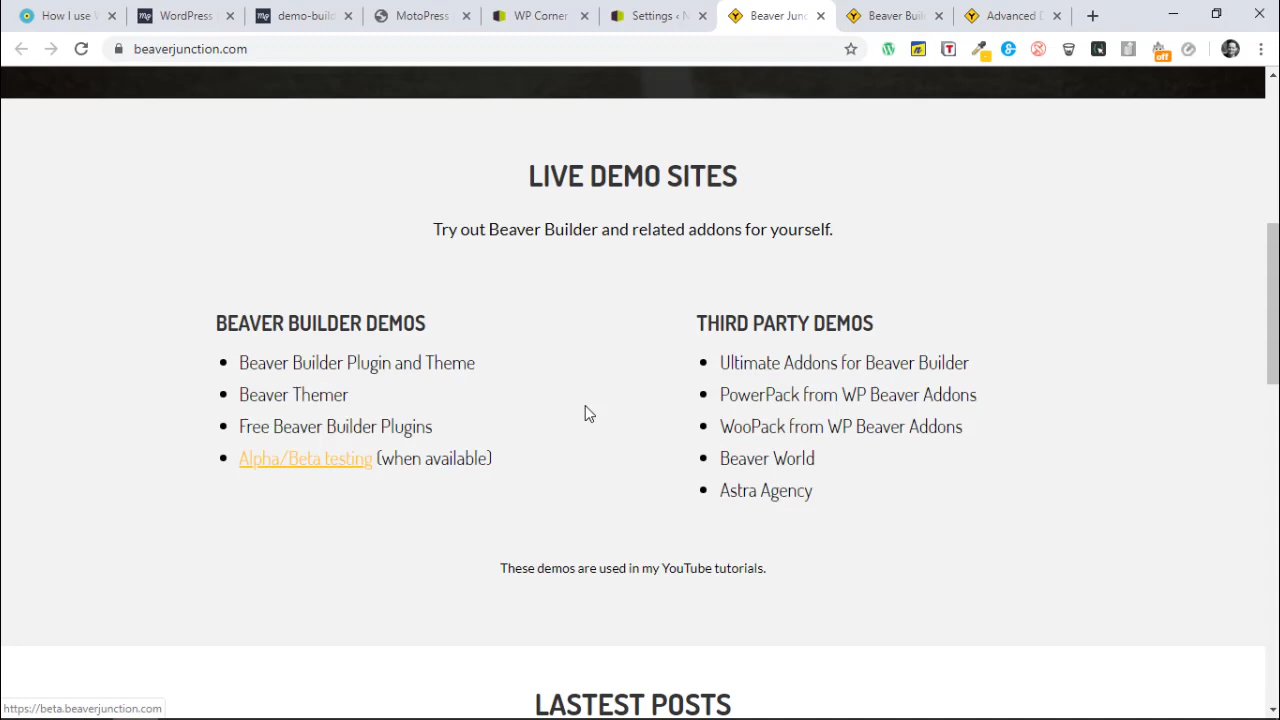 How I use
WordPress
demo-buil
MotoPress
WP Corner
Settings ‹ N
Beaver Junc
Beaver Buil
Advanced D
beaverjunction.com
off
LIVE DEMO SITES
Try out Beaver Builder and related addons for yourself.
BEAVER BUILDER DEMOS
Beaver Builder Plugin and Theme
Beaver Themer
Free Beaver Builder Plugins
Alpha/Beta testing (when available)
THIRD PARTY DEMOS
Ultimate Addons for Beaver Builder
PowerPack from WP Beaver Addons
WooPack from WP Beaver Addons
Beaver World
Astra Agency
These demos are used in my YouTube tutorials.
LASTEST POSTS
https://beta.beaverjunction.com